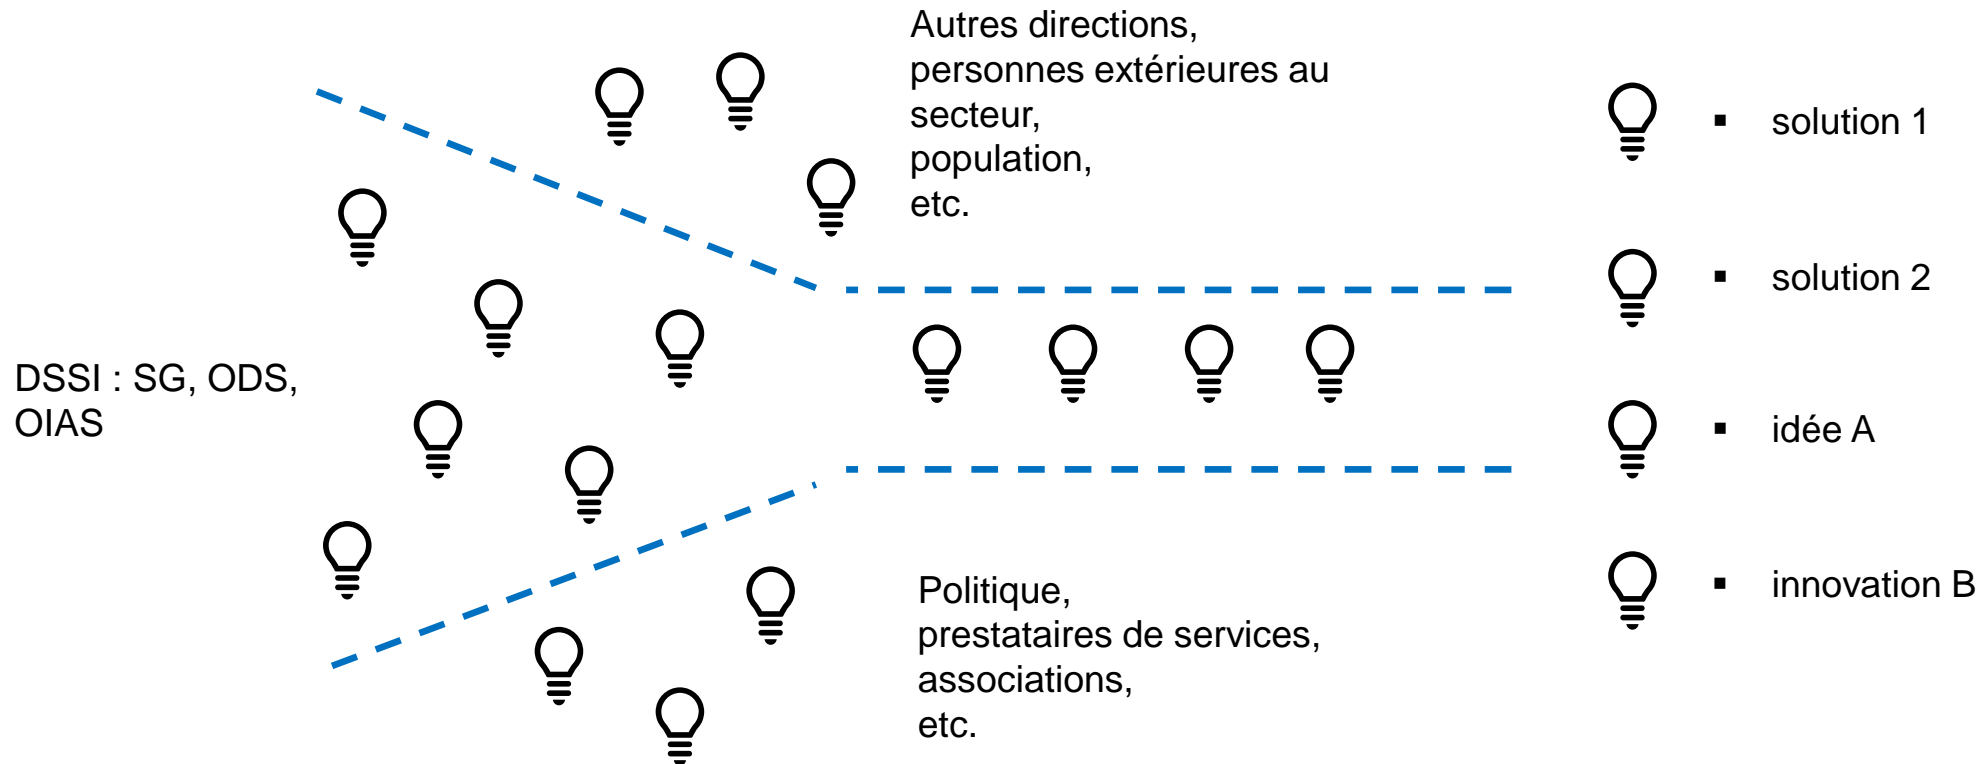 Autres directions,
personnes extérieures au
secteur,
population,
etc.
DSSI : SG, ODS,
OIAS
Politique,
prestataires de services,
associations,
etc.
▪ solution 1
▪ solution 2
▪ idée A
▪ innovation B